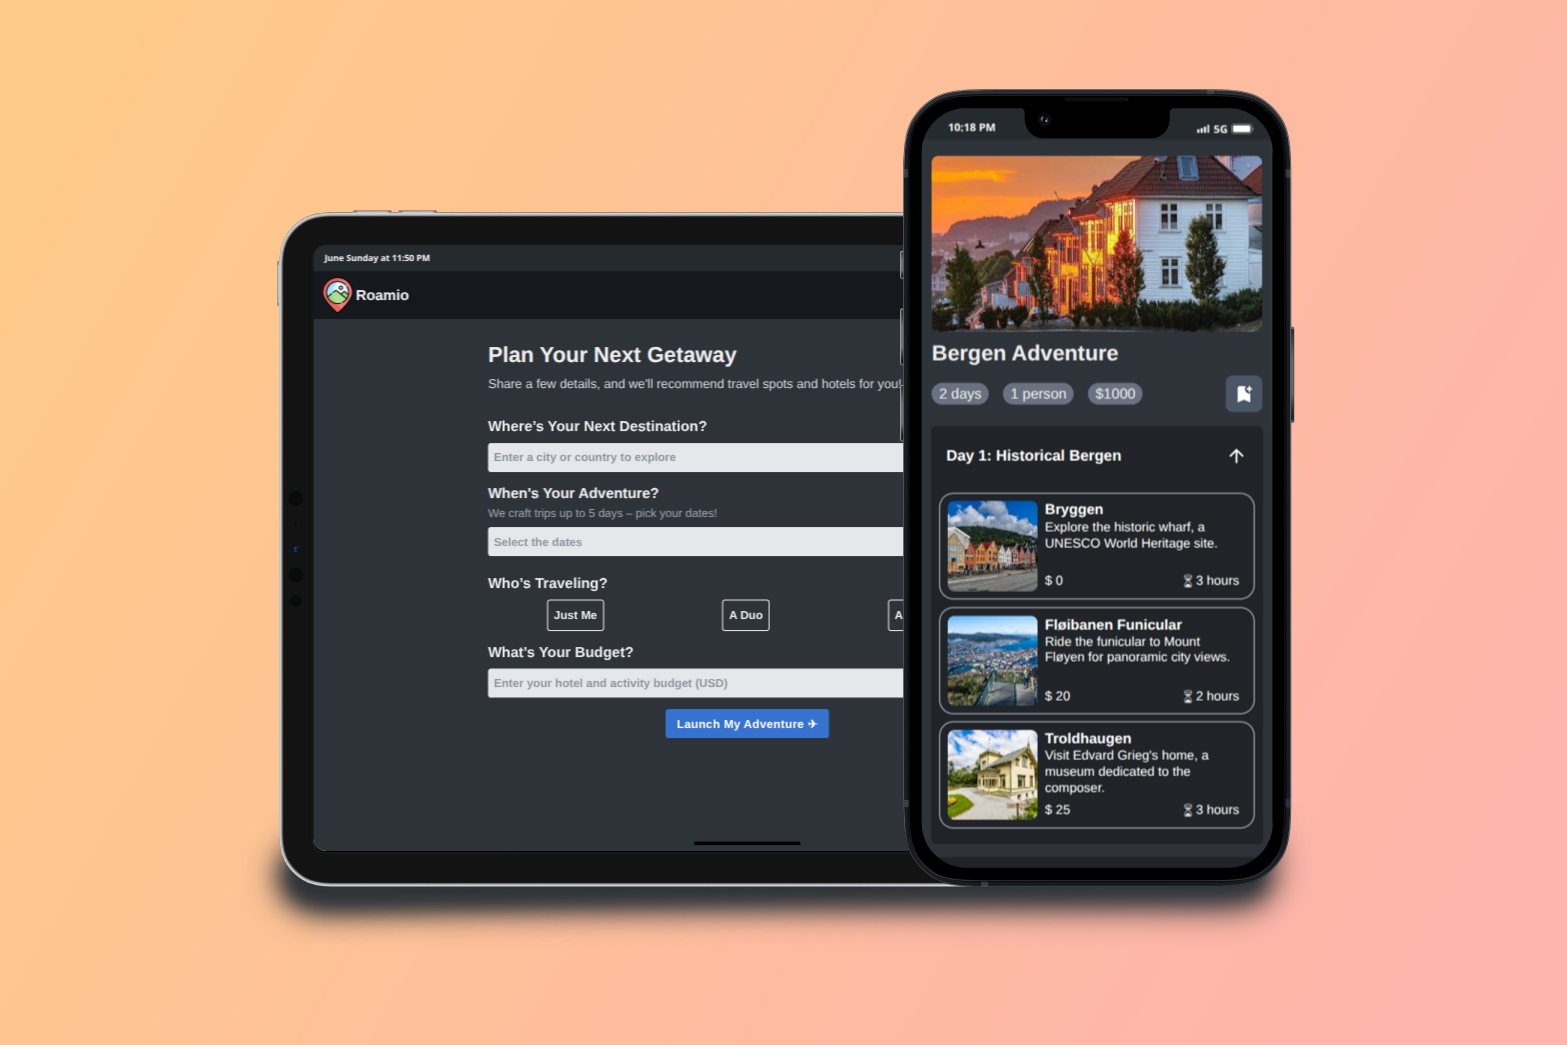 June Sunday at 11:50 PM
Roamio
Plan Your Next Getaway
Share a few details, and we'll recommend travel spots and hotels for you!
Where's Your Next Destination?
Enter a city or country to explore
When's Your Adventure?
We craft trips up to 5 days – pick your dates!
Select the dates
Who's Traveling?
Just Me
A Duo
A
What's Your Budget?
Enter your hotel and activity budget (USD)
Launch My Adventure ✈
10:18 PM
5G
Bergen Adventure
2 days
1 person
$1000
Day 1: Historical Bergen
Bryggen
Explore the historic wharf, a
UNESCO World Heritage site.
$ 0
⏳ 3 hours
Fløibanen Funicular
Ride the funicular to Mount
Fløyen for panoramic city views.
$ 20
⏳ 2 hours
Troldhaugen
Visit Edvard Grieg's home, a
museum dedicated to the
composer.
$ 25
⏳ 3 hours